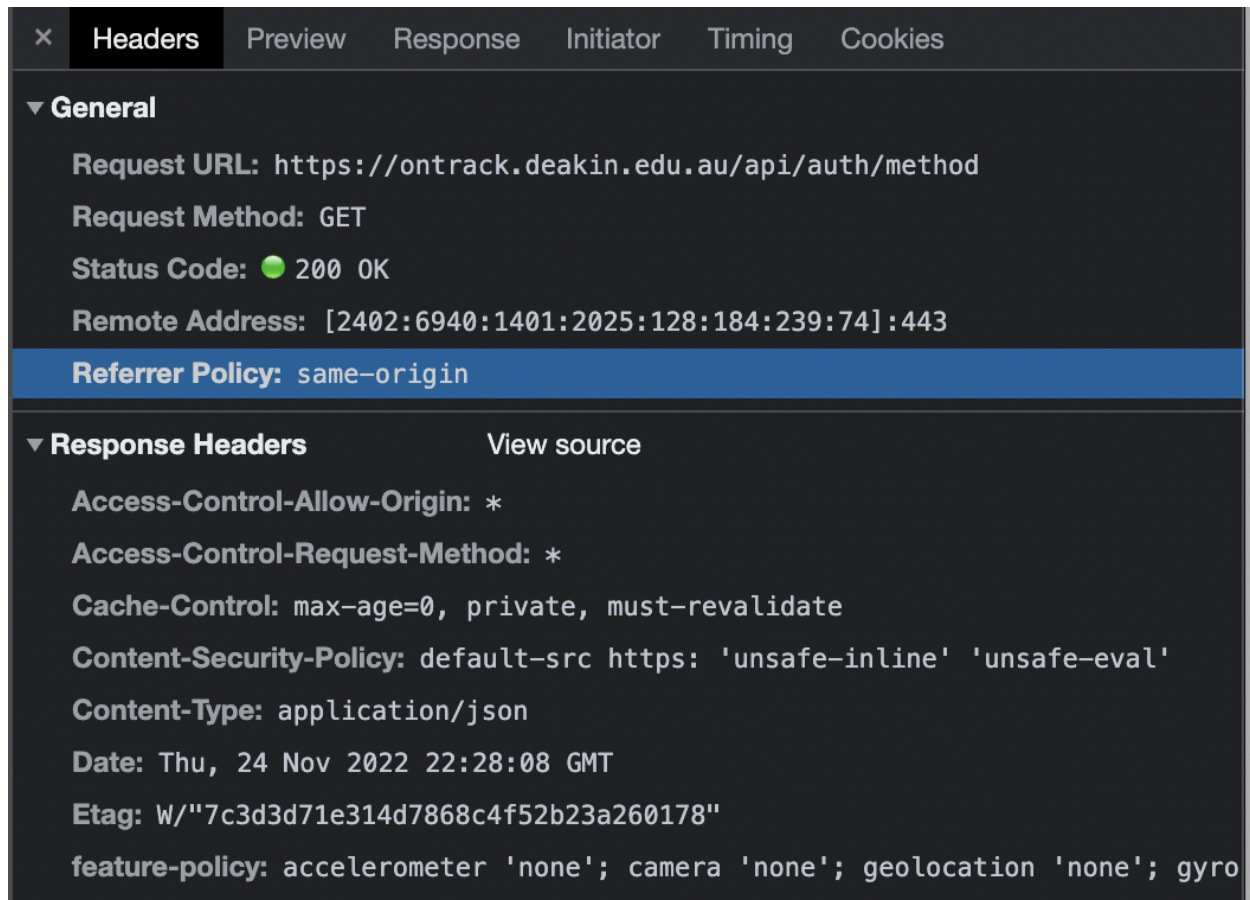 × Headers Preview Response Initiator Timing Cookies
▼ General
Request URL: https://ontrack.deakin.edu.au/api/auth/method
Request Method: GET
Status Code: 200 OK
Remote Address: [2402:6940:1401:2025:128:184:239:74]:443
Referrer Policy: same-origin
▼ Response Headers View source
Access-Control-Allow-Origin: *
Access-Control-Request-Method: *
Cache-Control: max-age=0, private, must-revalidate
Content-Security-Policy: default-src https: 'unsafe-inline' 'unsafe-eval'
Content-Type: application/json
Date: Thu, 24 Nov 2022 22:28:08 GMT
Etag: W/"7c3d3d71e314d7868c4f52b23a260178"
feature-policy: accelerometer 'none'; camera 'none'; geolocation 'none'; gyro